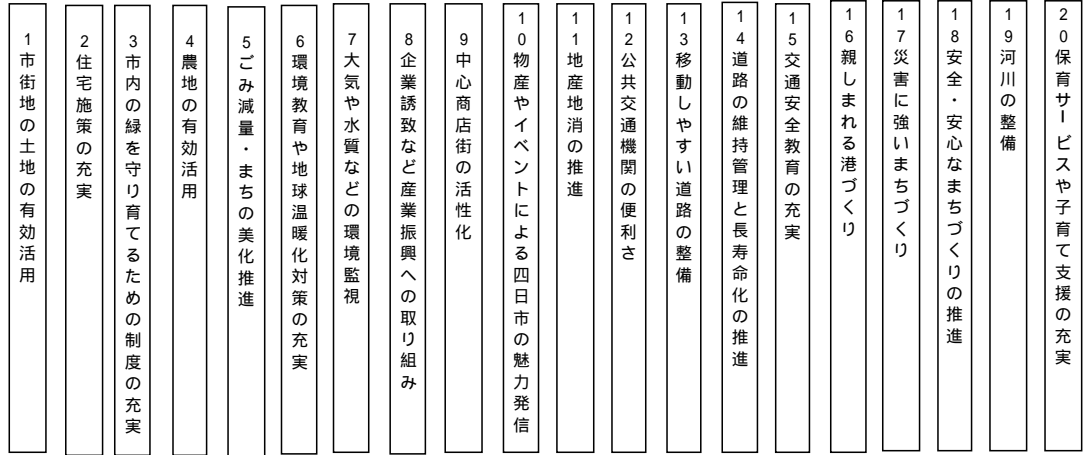 1市街地の土地の有効活用
2住宅施策の充実
3市内の緑を守り育てるための制度の充実
4農地の有効活用
5ごみ減量・まちの美化推進
6環境教育や地球温暖化対策の充実
7大気や水質などの環境監視
8企業誘致など産業振興への取り組み
9中心商店街の活性化
10物産やイベントによる四日市の魅力発信
11地産地消の推進
12公共交通機関の便利さ
13移動しやすい道路の整備
14道路の維持管理と長寿命化の推進
15交通安全教育の充実
16親しまれる港づくり
17災害に強いまちづくり
18安全・安心なまちづくりの推進
19河川の整備
20保育サービスや子育て支援の充実